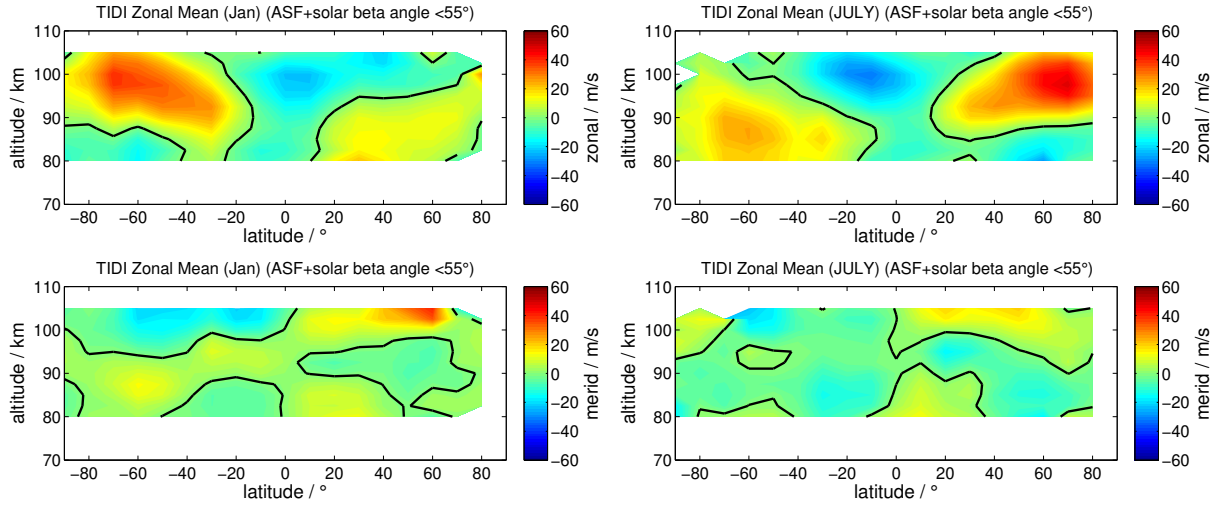 TIDI Zonal Mean (Jan) (ASF+solar beta angle <55°)
110
100
90
80
70
altitude / km
−80 −60 −40 −20 0 20 40 60 80
latitude / °
60
40
20
0
−20
−40
−60
zonal / m/s
TIDI Zonal Mean (JULY) (ASF+solar beta angle <55°)
110
100
90
80
70
altitude / km
−80 −60 −40 −20 0 20 40 60 80
latitude / °
60
40
20
0
−20
−40
−60
zonal / m/s
TIDI Zonal Mean (Jan) (ASF+solar beta angle <55°)
110
100
90
80
70
altitude / km
−80 −60 −40 −20 0 20 40 60 80
latitude / °
60
40
20
0
−20
−40
−60
merid / m/s
TIDI Zonal Mean (JULY) (ASF+solar beta angle <55°)
110
100
90
80
70
altitude / km
−80 −60 −40 −20 0 20 40 60 80
latitude / °
60
40
20
0
−20
−40
−60
merid / m/s